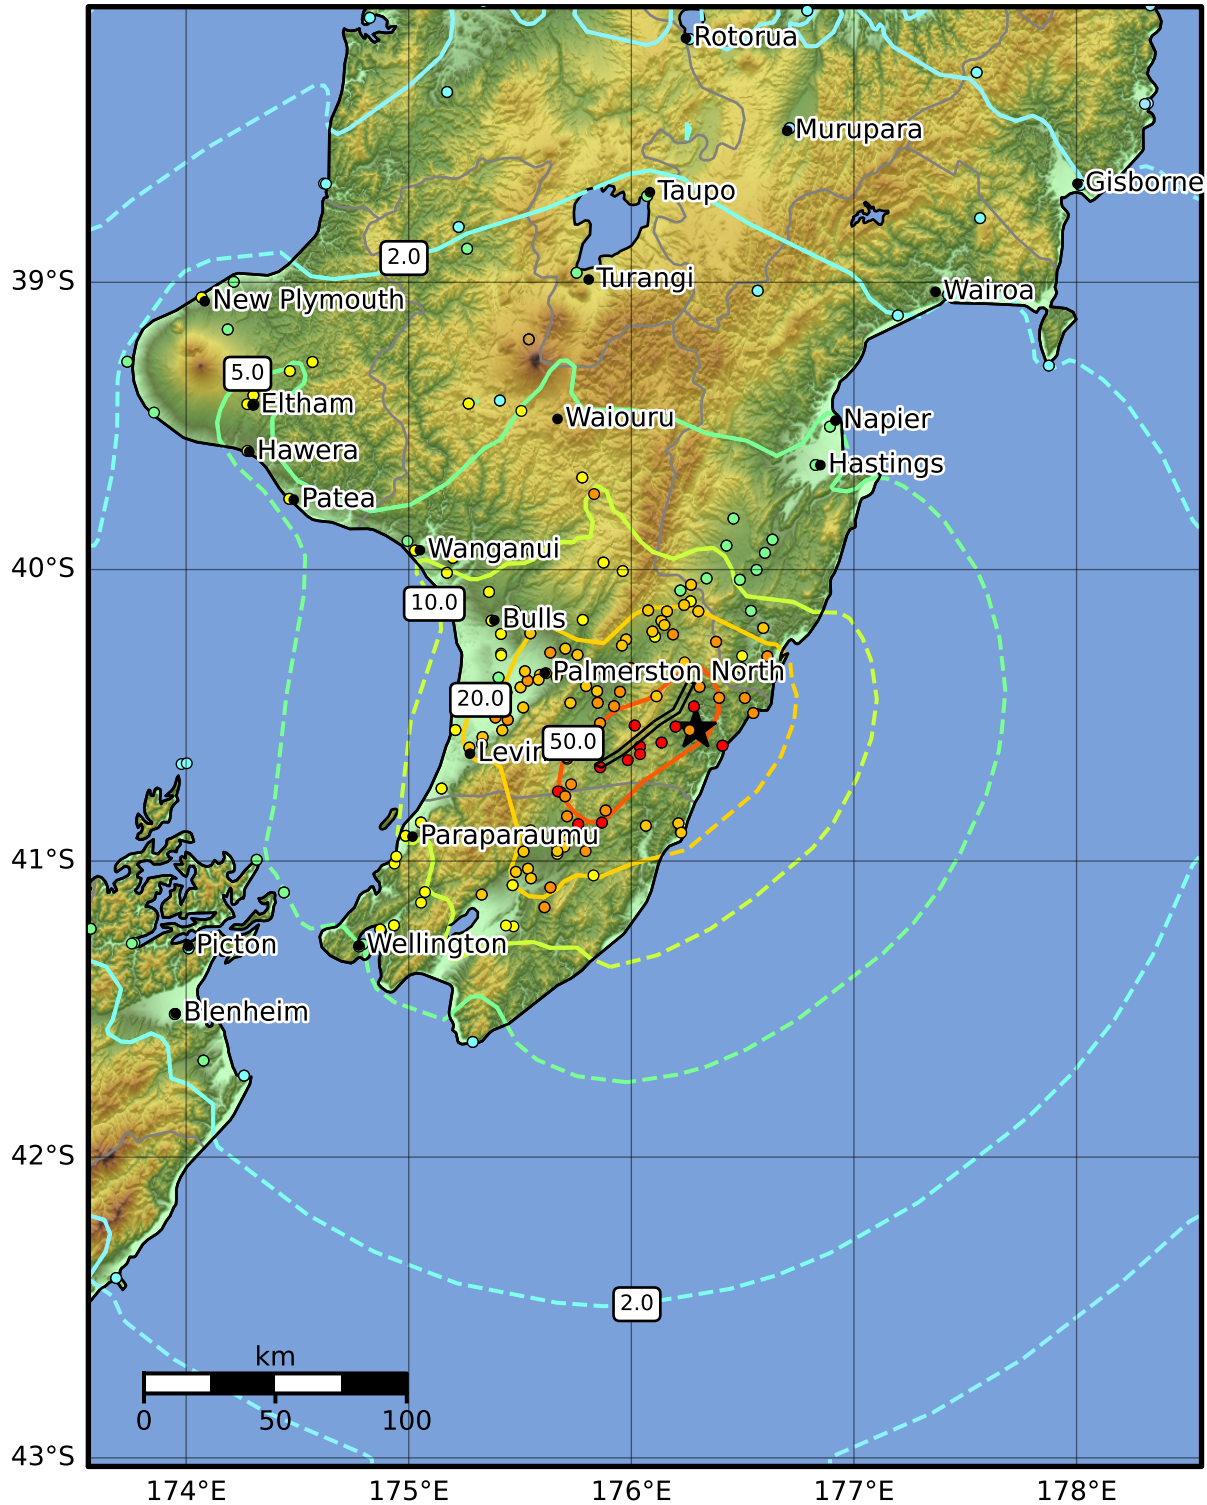 Rotorua
Murupara
Gisborne
Taupo
2.0
39°S
Turangi
New Plymouth
Wairoa
5.0
Eltham
Waiouru
Napier
Hawera
Hastings
Patea
Wanganui
40°S
10.0
Bulls
Palmerston North
20.0
50.0
Levin
Paraparaumu
41°S
Picton
Wellington
Blenheim
42°S
2.0
km
0 50 100
43°S
174°E 175°E 176°E 177°E 178°E